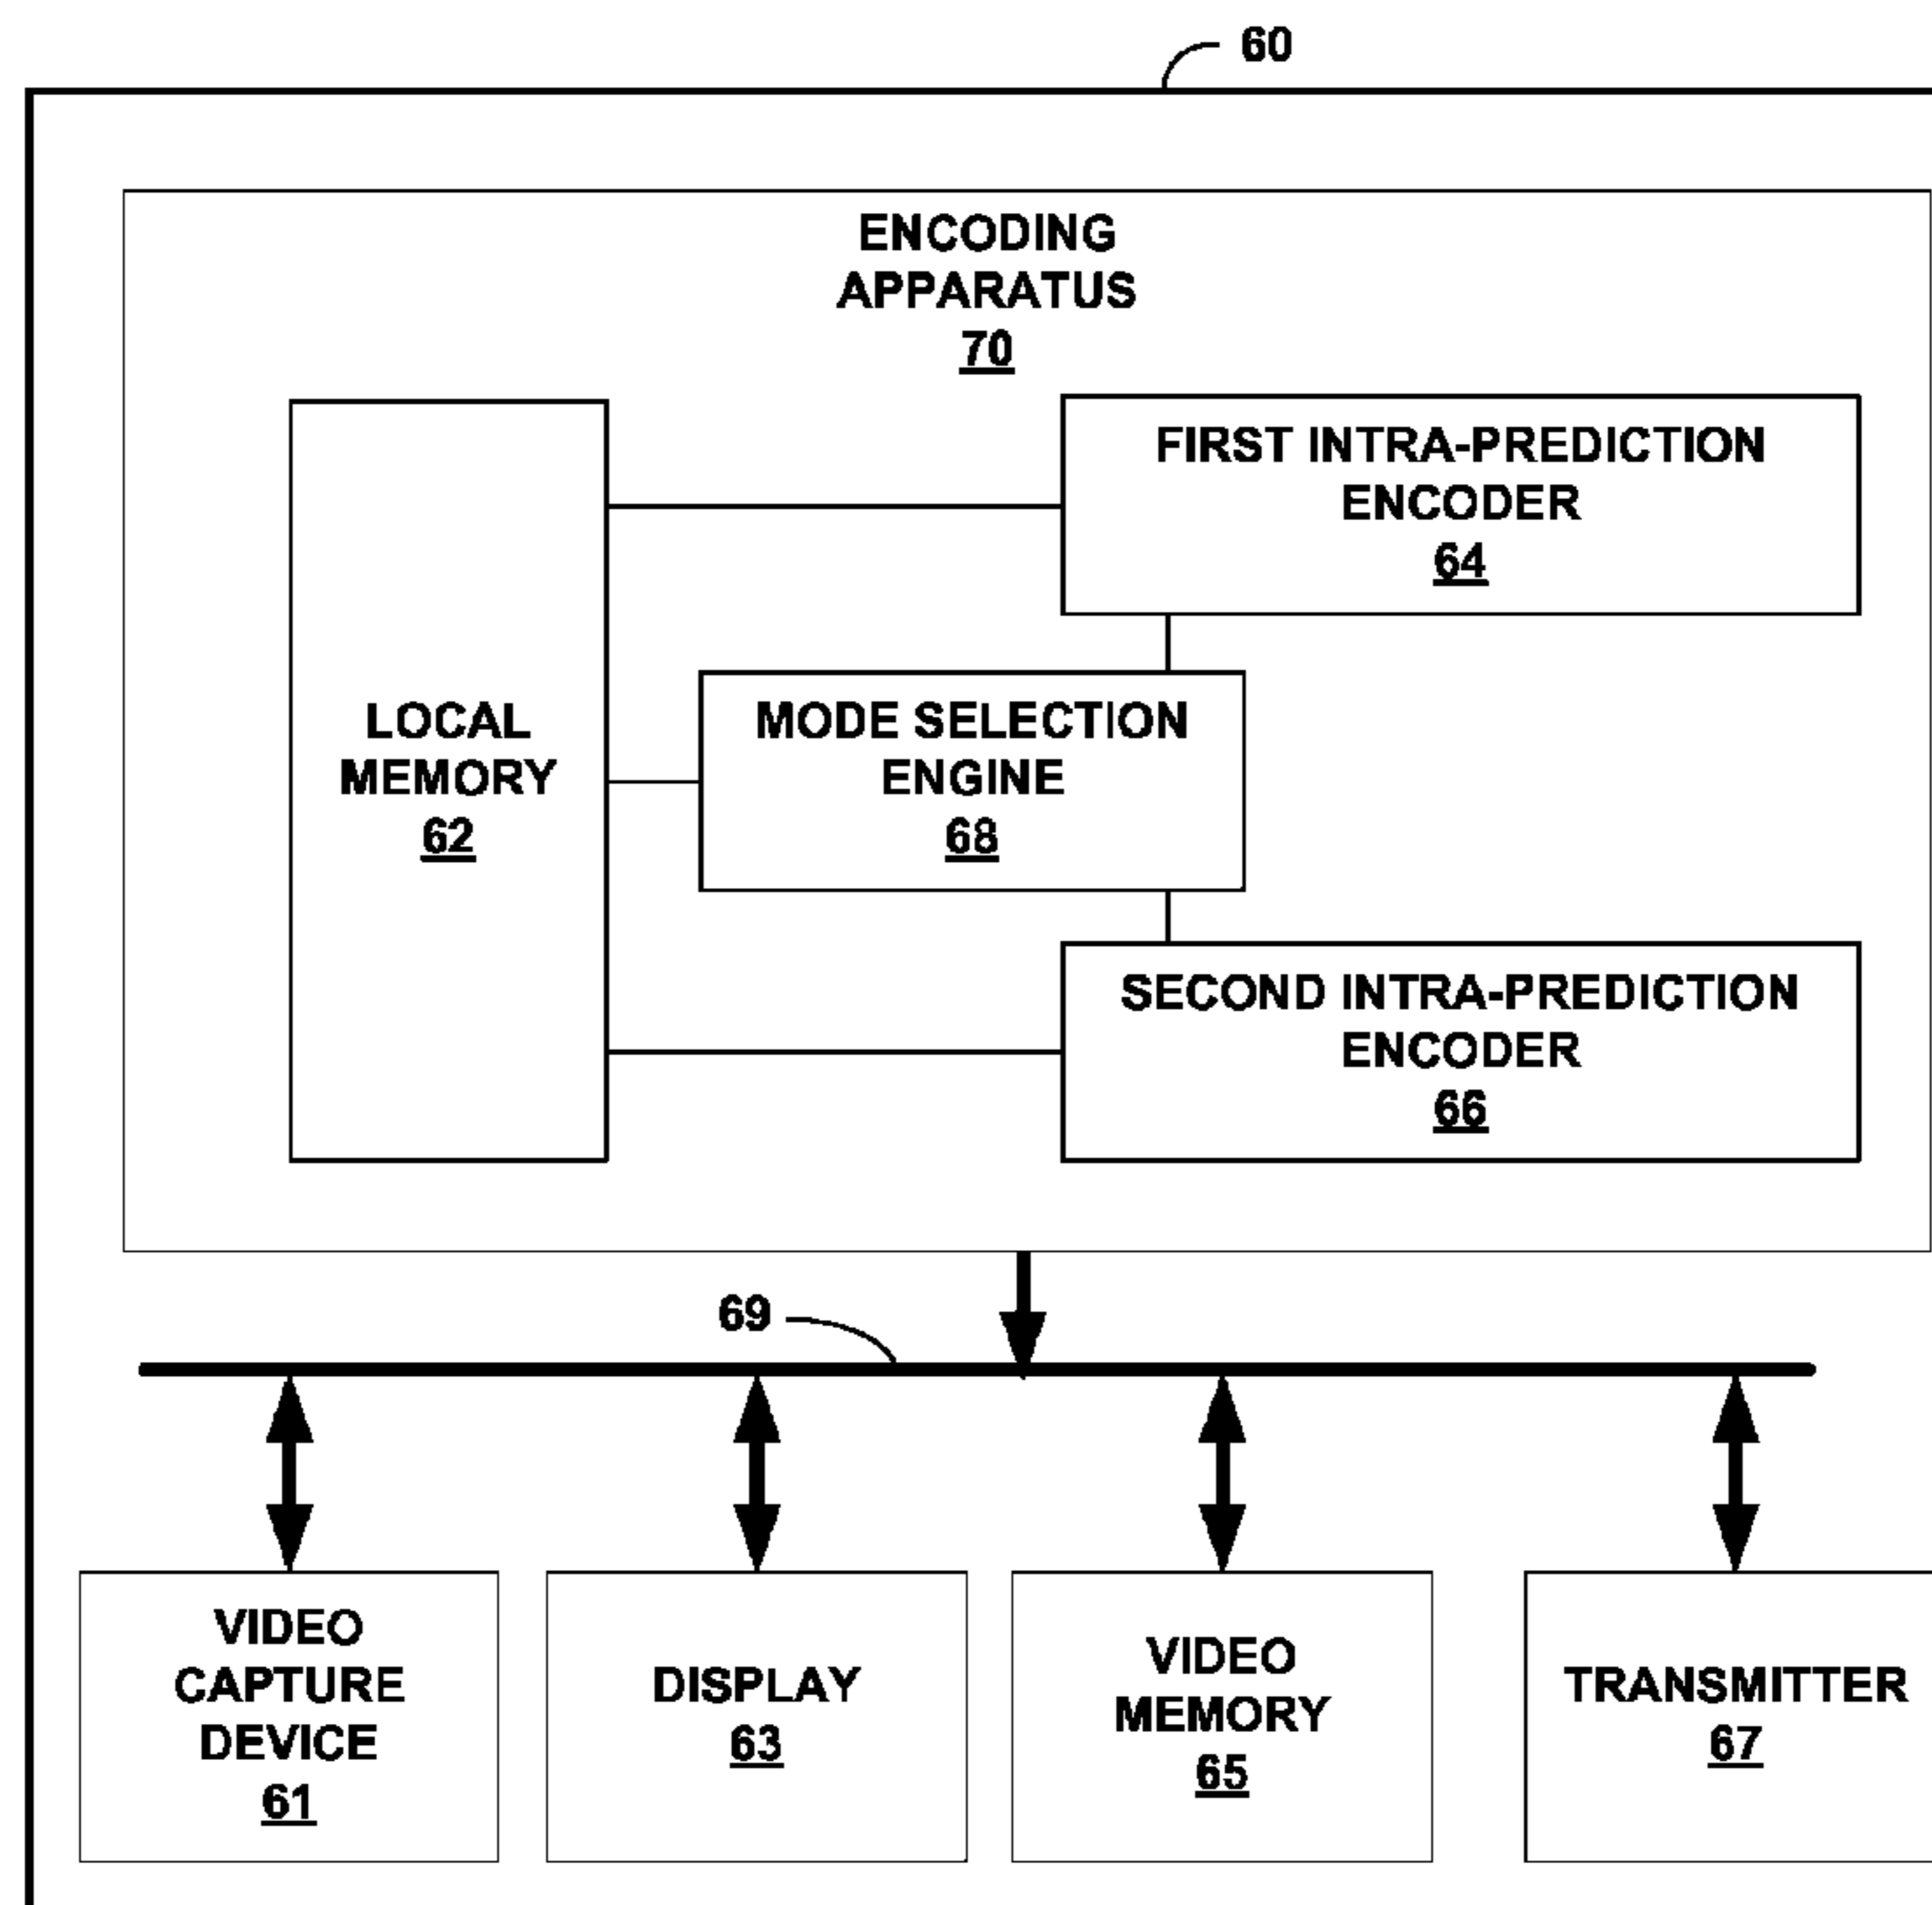 60
ENCODING
APPARATUS
70
FIRST INTRA-PREDICTION
ENCODER
64
LOCAL
MEMORY
62
MODE SELECTION
ENGINE
68
SECOND INTRA-PREDICTION
ENCODER
66
69
VIDEO
CAPTURE
DEVICE
61
DISPLAY
63
VIDEO
MEMORY
65
TRANSMITTER
67